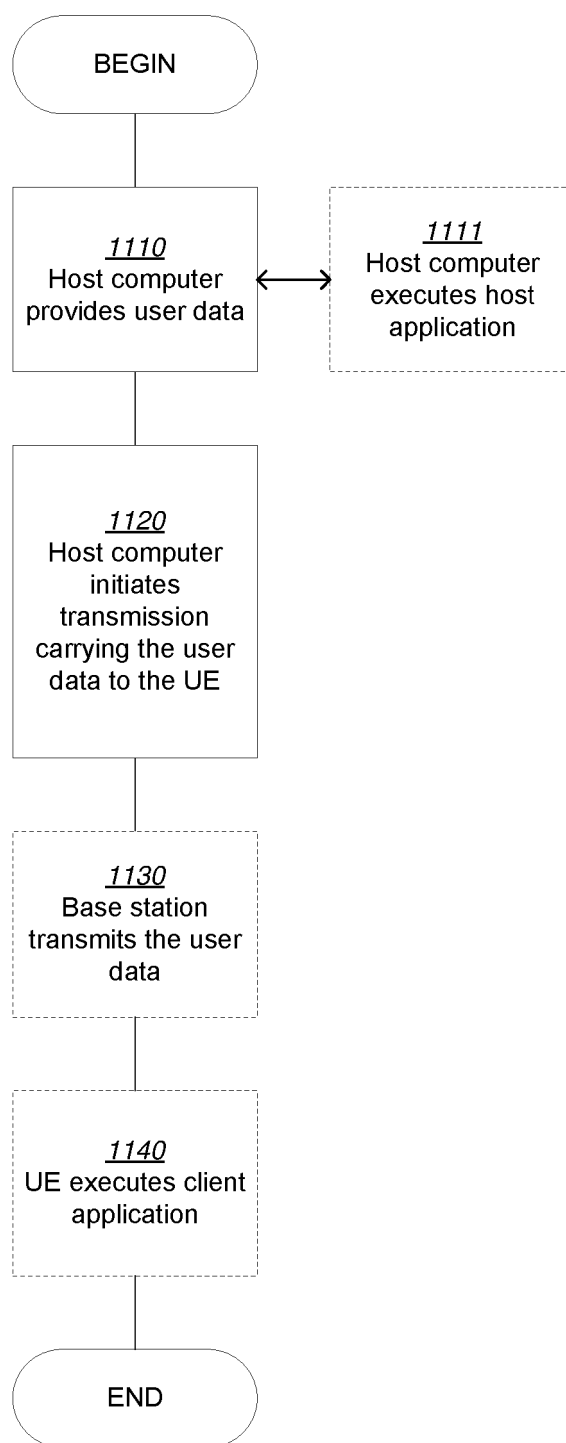 BEGIN
1110
Host computer
provides user data
1111
Host computer
executes host
application
1120
Host computer
initiates
transmission
carrying the user
data to the UE
1130
Base station
transmits the user
data
1140
UE executes client
application
END